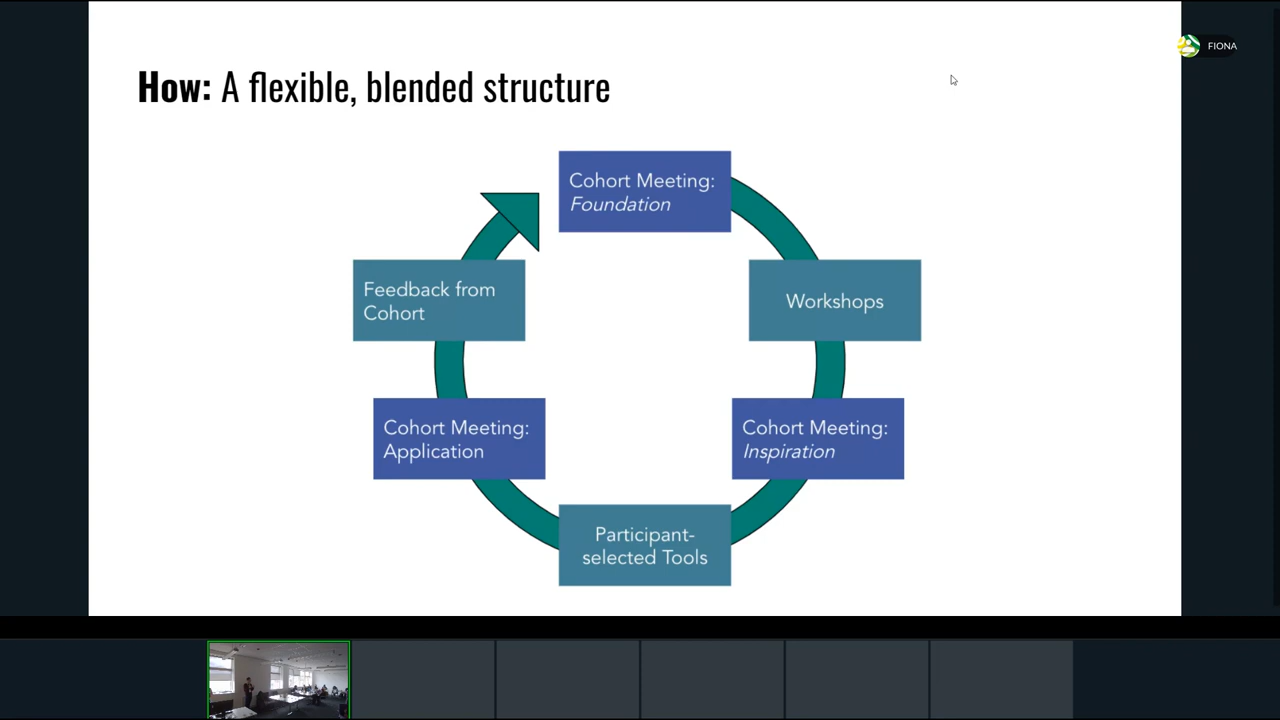 FIONA
How: A flexible, blended structure
Cohort Meeting:
Foundation
Workshops
Cohort Meeting:
Inspiration
Participant-
selected Tools
Cohort Meeting:
Application
Feedback from
Cohort